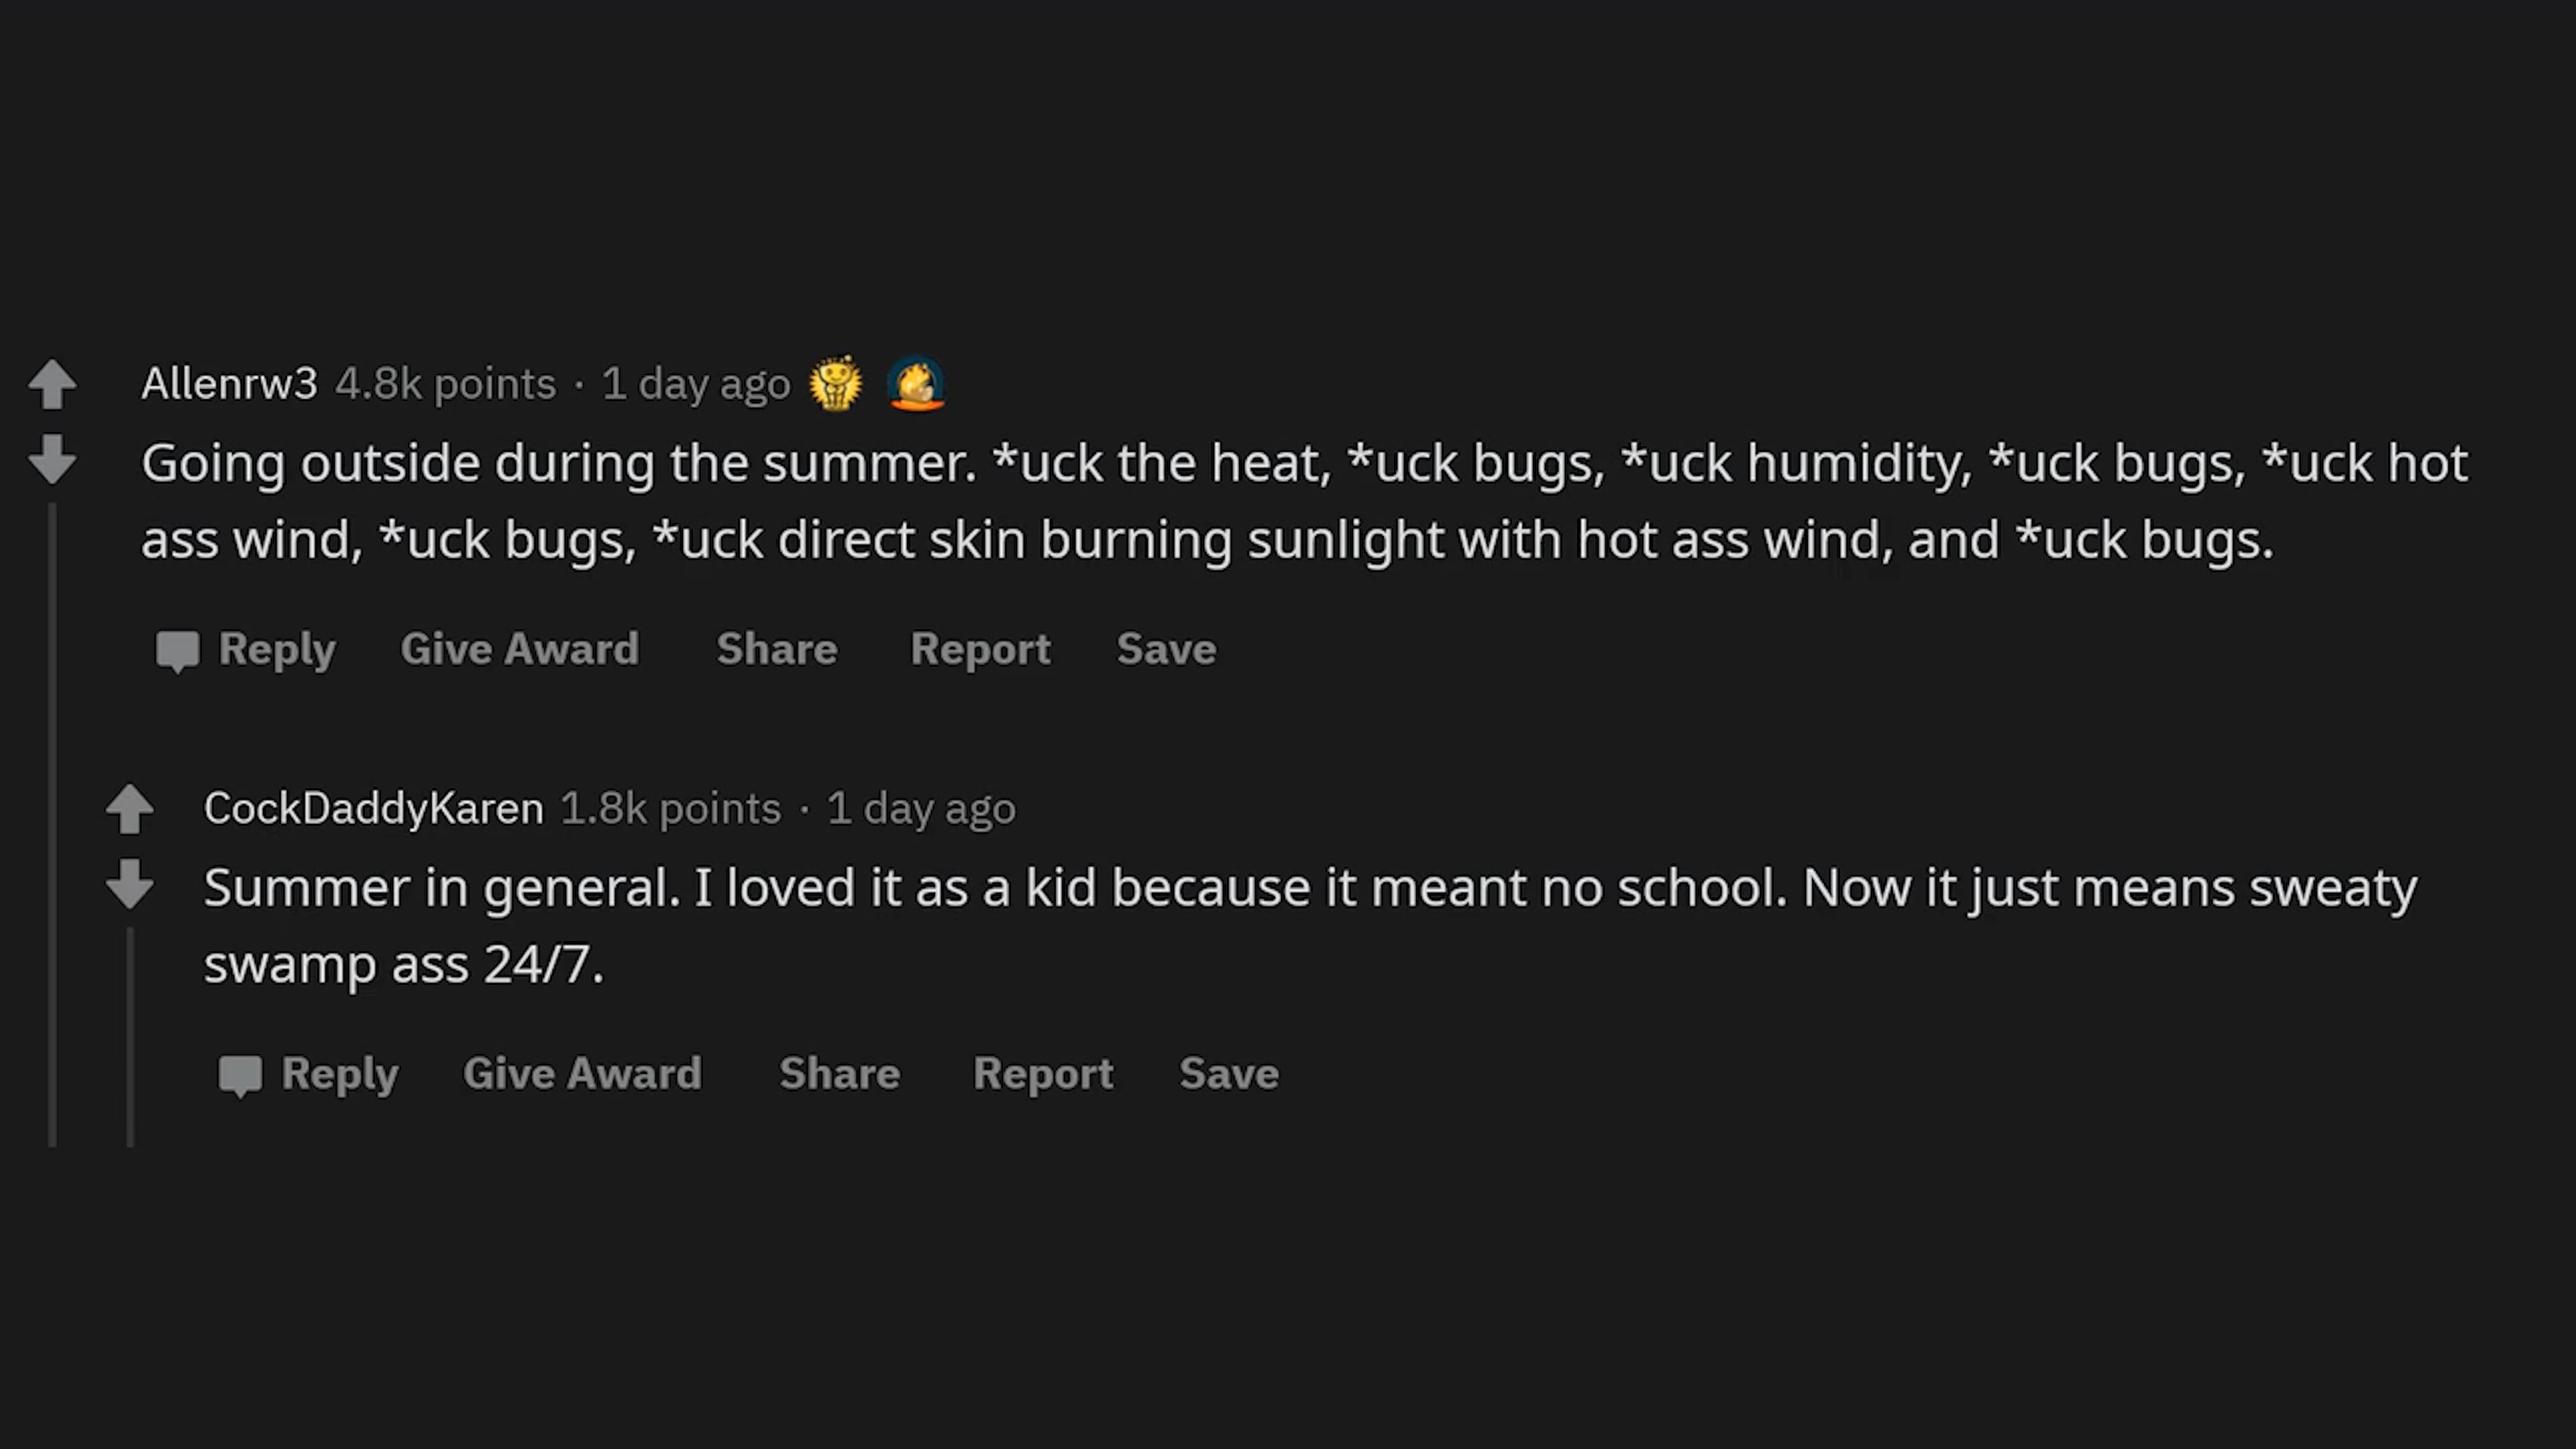 Allenrw3 4.8k points · 1 day ago
Going outside during the summer. *uck the heat, *uck bugs, *uck humidity, *uck bugs, *uck hot
ass wind, *uck bugs, *uck direct skin burning sunlight with hot ass wind, and *uck bugs.
Reply Give Award Share Report Save
CockDaddyKaren 1.8k points · 1 day ago
Summer in general. I loved it as a kid because it meant no school. Now it just means sweaty
swamp ass 24/7.
Reply Give Award Share Report Save